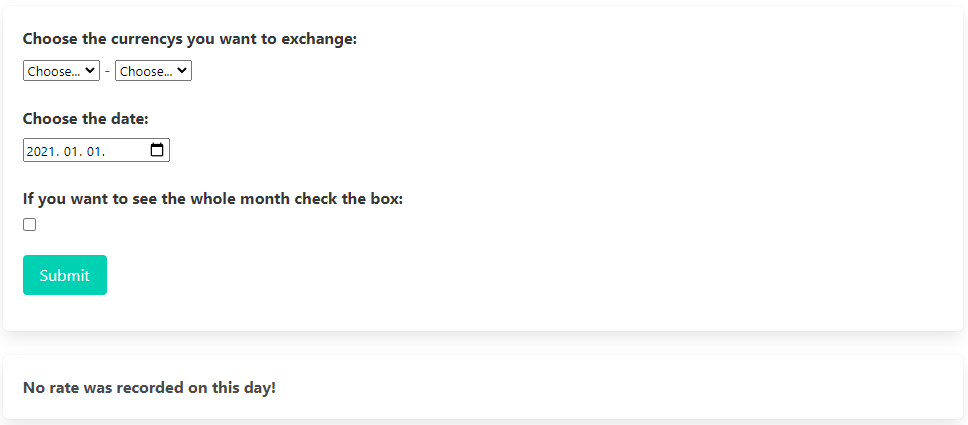 Choose the currencys you want to exchange:
Choose... - Choose...
Choose the date:
2021. 01. 01.
If you want to see the whole month check the box:
Submit
No rate was recorded on this day!